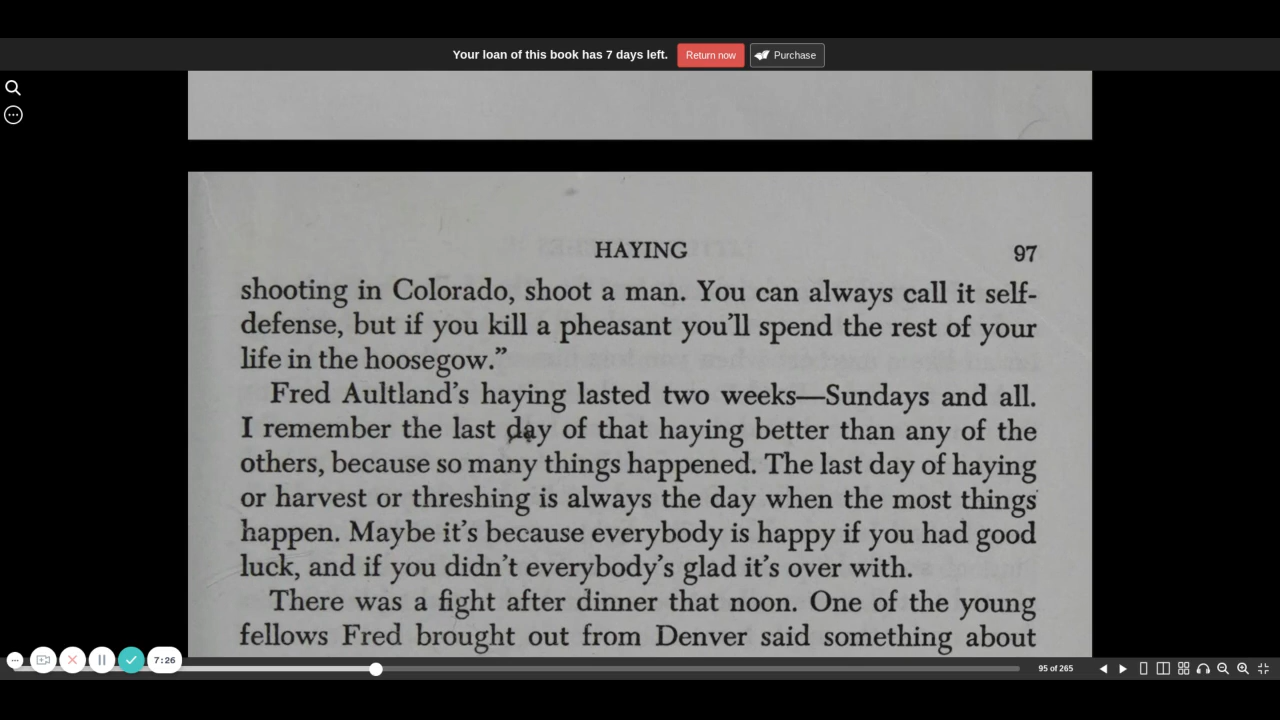 Your loan of this book has 7 days left. Return now Purchase
HAYING 97
shooting in Colorado, shoot a man. You can always call it self-
defense, but if you kill a pheasant you'll spend the rest of your
life in the hoosegow.”
Fred Aultland's haying lasted two weeks—Sundays and all.
I remember the last day of that haying better than any of the
others, because so many things happened. The last day of haying
or harvest or threshing is always the day when the most things
happen. Maybe it's because everybody is happy if you had good
luck, and if you didn't everybody's glad it's over with.
There was a fight after dinner that noon. One of the young
fellows Fred brought out from Denver said something about
7:26
95 of 265